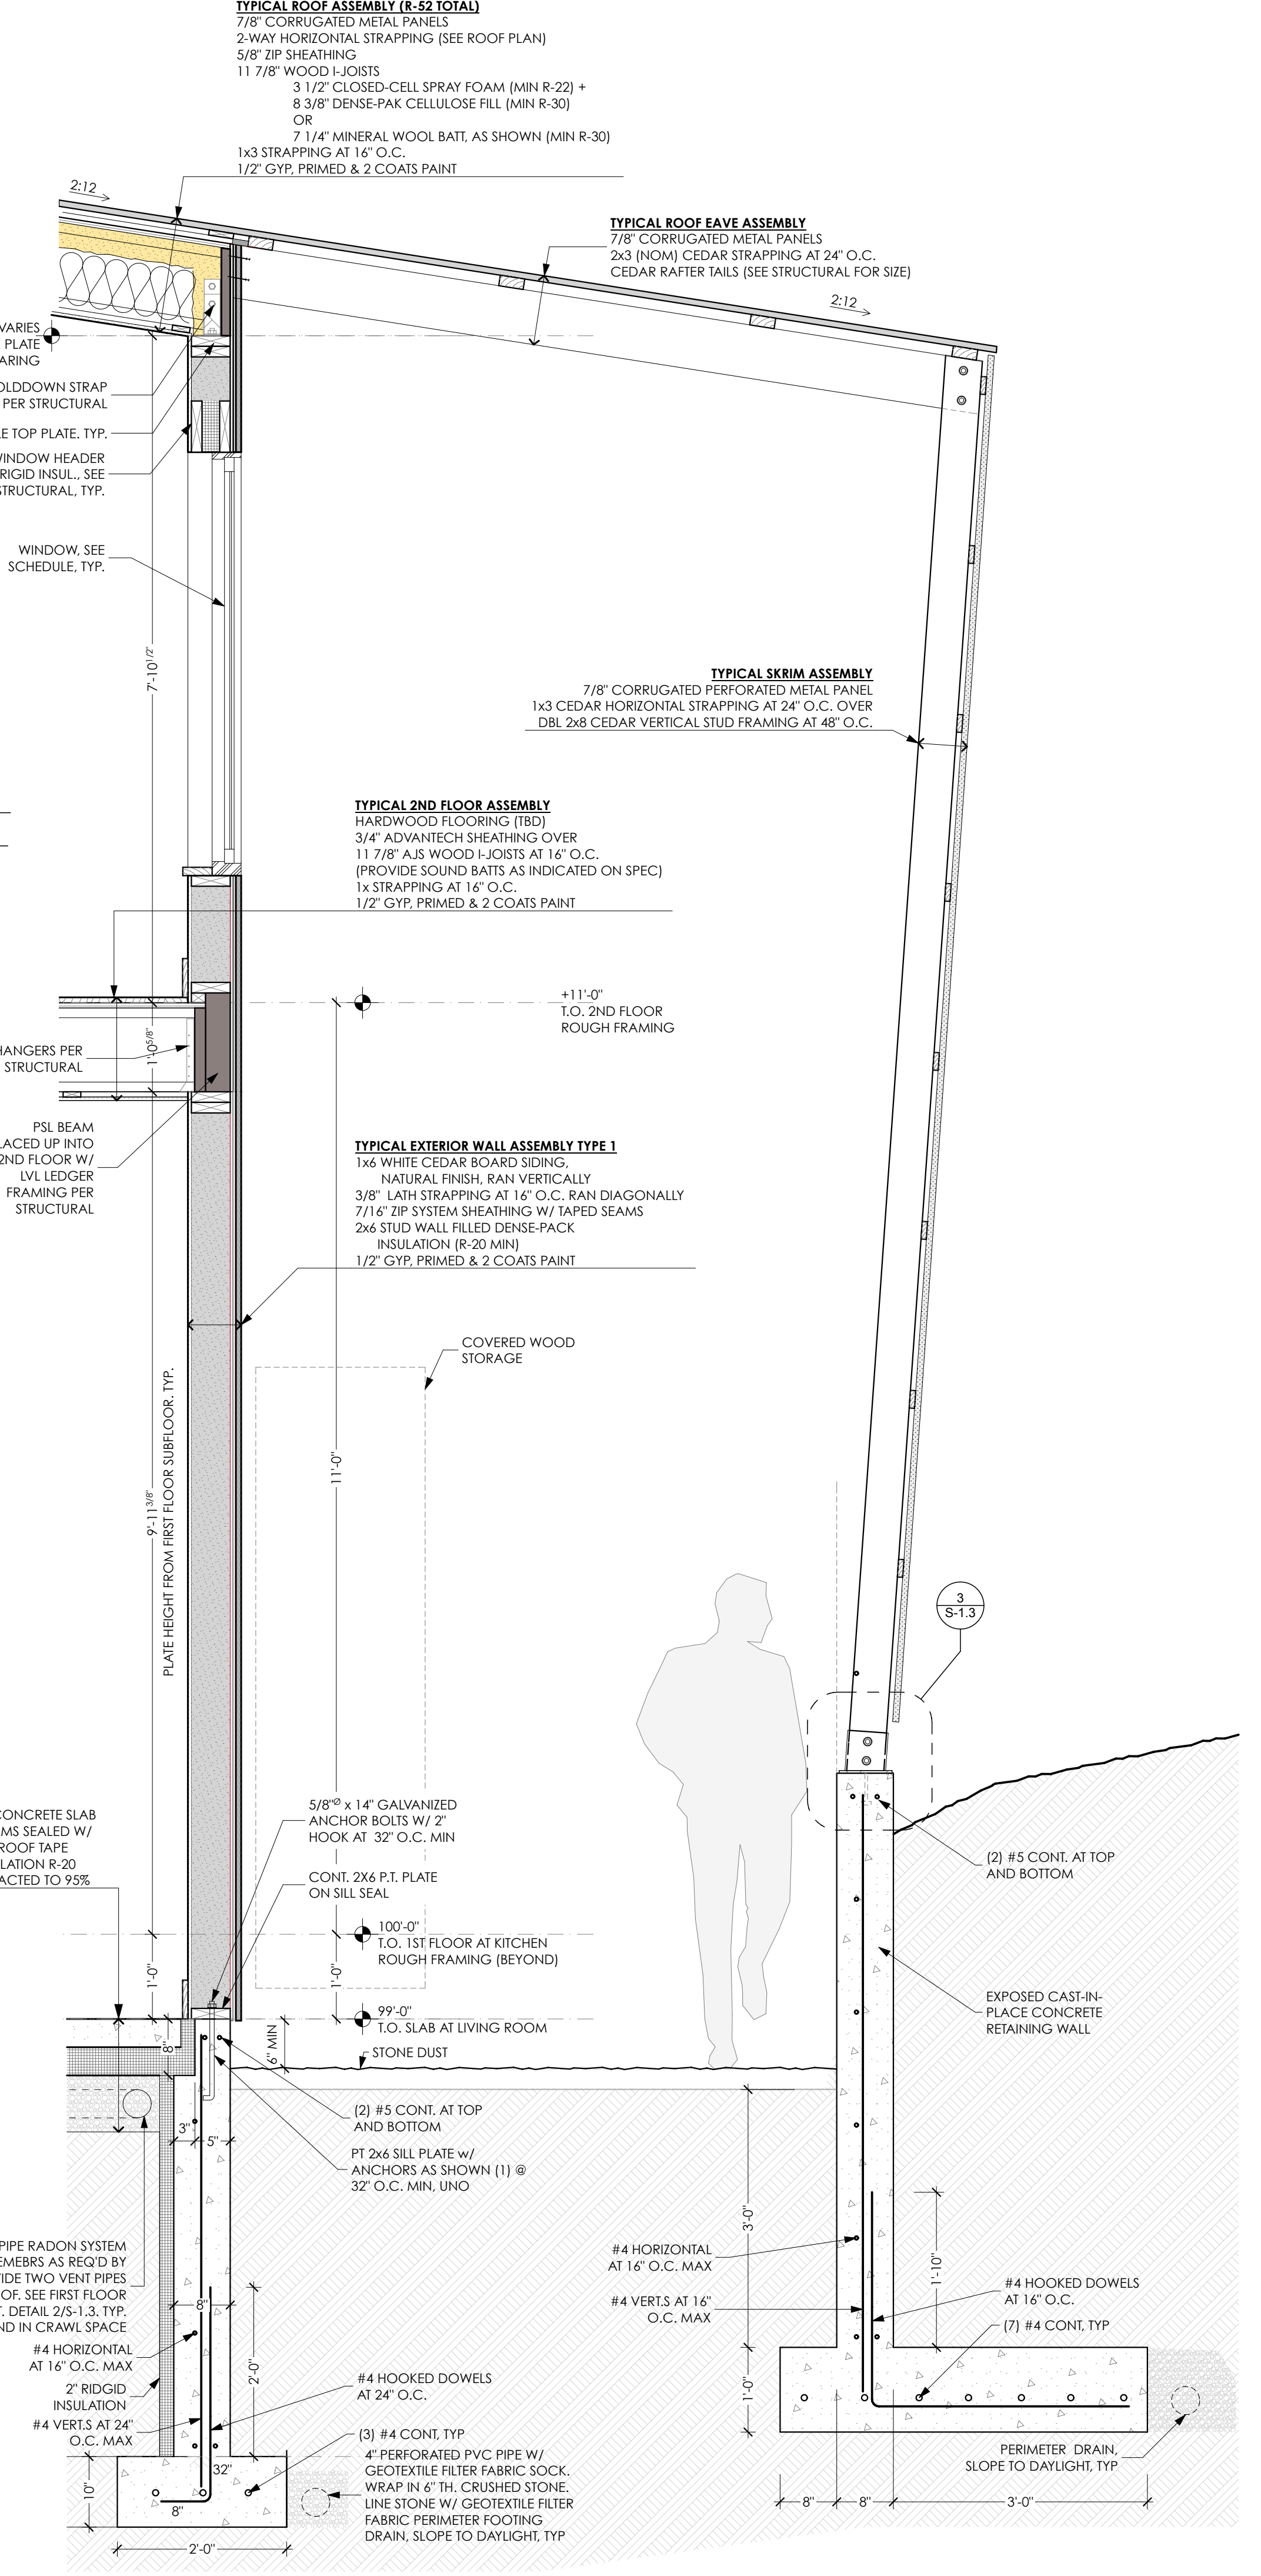 TYPICAL ROOF ASSEMBLY (R-52 TOTAL)
7/8" CORRUGATED METAL PANELS
2-WAY HORIZONTAL STRAPPING (SEE ROOF PLAN)
5/8" ZIP SHEATHING
11 7/8" WOOD I-JOISTS
3 1/2" CLOSED-CELL SPRAY FOAM (MIN R-22) +
8 3/8" DENSE-PAK CELLULOSE FILL (MIN R-30)
OR
7 1/4" MINERAL WOOL BATT, AS SHOWN (MIN R-30)
1x3 STRAPPING AT 16" O.C.
1/2" GYP, PRIMED & 2 COATS PAINT
2:12
TYPICAL ROOF EAVE ASSEMBLY
7/8" CORRUGATED METAL PANELS
2x3 (NOM) CEDAR STRAPPING AT 24" O.C.
CEDAR RAFTER TAILS (SEE STRUCTURAL FOR SIZE)
2:12
VARIES
PLATE
ARING
OLDDOWN STRAP
PER STRUCTURAL
E TOP PLATE. TYP.
WINDOW HEADER
RIGID INSUL., SEE
STRUCTURAL, TYP.
WINDOW, SEE
SCHEDULE, TYP.
7'-10 1/2"
TYPICAL SKRIM ASSEMBLY
7/8" CORRUGATED PERFORATED METAL PANEL
1x3 CEDAR HORIZONTAL STRAPPING AT 24" O.C. OVER
DBL 2x8 CEDAR VERTICAL STUD FRAMING AT 48" O.C.
TYPICAL 2ND FLOOR ASSEMBLY
HARDWOOD FLOORING (TBD)
3/4" ADVANTECH SHEATHING OVER
11 7/8" AJS WOOD I-JOISTS AT 16" O.C.
(PROVIDE SOUND BATTS AS INDICATED ON SPEC)
1x STRAPPING AT 16" O.C.
1/2" GYP, PRIMED & 2 COATS PAINT
+11'-0"
T.O. 2ND FLOOR
ROUGH FRAMING
HANGERS PER
STRUCTURAL
1'-0 5/8"
PSL BEAM
LACED UP INTO
2ND FLOOR W/
LVL LEDGER
FRAMING PER
STRUCTURAL
TYPICAL EXTERIOR WALL ASSEMBLY TYPE 1
1x6 WHITE CEDAR BOARD SIDING,
NATURAL FINISH, RAN VERTICALLY
3/8" LATH STRAPPING AT 16" O.C. RAN DIAGONALLY
7/16" ZIP SYSTEM SHEATHING W/ TAPED SEAMS
2x6 STUD WALL FILLED DENSE-PACK
INSULATION (R-20 MIN)
1/2" GYP, PRIMED & 2 COATS PAINT
COVERED WOOD
STORAGE
11'-0"
9'-11 3/8"
PLATE HEIGHT FROM FIRST FLOOR SUBFLOOR. TYP.
3
S-1.3
CONCRETE SLAB
MS SEALED W/
ROOF TAPE
LATION R-20
ACTED TO 95%
5/8"Ø x 14" GALVANIZED
ANCHOR BOLTS W/ 2"
HOOK AT 32" O.C. MIN
CONT. 2X6 P.T. PLATE
ON SILL SEAL
100'-0"
T.O. 1ST FLOOR AT KITCHEN
ROUGH FRAMING (BEYOND)
1'-0"
1'-0"
99'-0"
T.O. SLAB AT LIVING ROOM
8"
6" MIN
STONE DUST
(2) #5 CONT. AT TOP
AND BOTTOM
EXPOSED CAST-IN-
PLACE CONCRETE
RETAINING WALL
(2) #5 CONT. AT TOP
AND BOTTOM
3"
5"
PT 2x6 SILL PLATE w/
ANCHORS AS SHOWN (1) @
32" O.C. MIN, UNO
3'-0"
PIPE RADON SYSTEM
EMEBRS AS REQ'D BY
IDE TWO VENT PIPES
OF. SEE FIRST FLOOR
T. DETAIL 2/S-1.3. TYP.
ND IN CRAWL SPACE
#4 HORIZONTAL
AT 16" O.C. MAX
#4 VERT.S AT 16"
O.C. MAX
1'-10"
#4 HOOKED DOWELS
AT 16" O.C.
(7) #4 CONT, TYP
8"
#4 HORIZONTAL
AT 16" O.C. MAX
2" RIDGID
INSULATION
#4 VERT.S AT 24"
O.C. MAX
2'-0"
#4 HOOKED DOWELS
AT 24" O.C.
(3) #4 CONT, TYP
1'-0"
4" PERFORATED PVC PIPE W/
GEOTEXTILE FILTER FABRIC SOCK.
WRAP IN 6" TH. CRUSHED STONE.
LINE STONE W/ GEOTEXTILE FILTER
FABRIC PERIMETER FOOTING
DRAIN, SLOPE TO DAYLIGHT, TYP
PERIMETER DRAIN,
SLOPE TO DAYLIGHT, TYP
32"
10"
8"
2'-0"
8"
8"
3'-0"